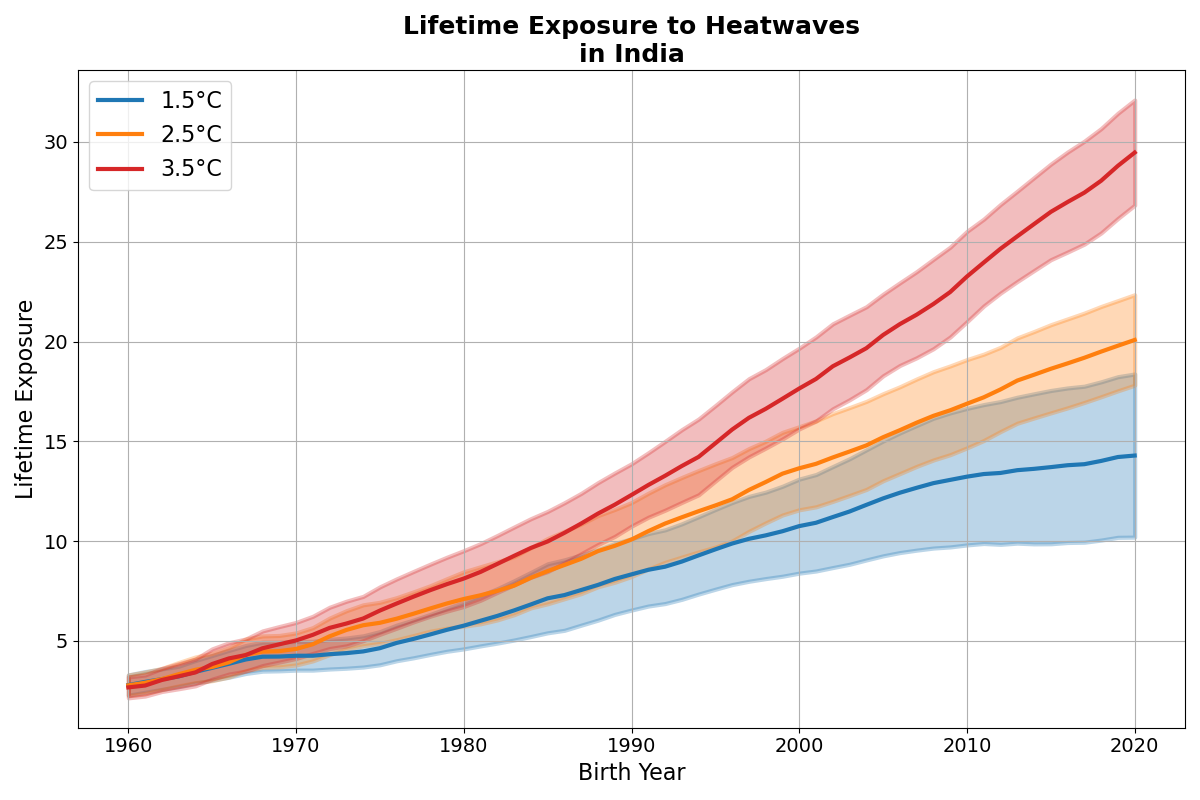 Lifetime Exposure to Heatwaves
in India
1.5°C
2.5°C
3.5°C
Lifetime Exposure
30
25
20
15
10
5
1960 1970 1980 1990 2000 2010 2020
Birth Year